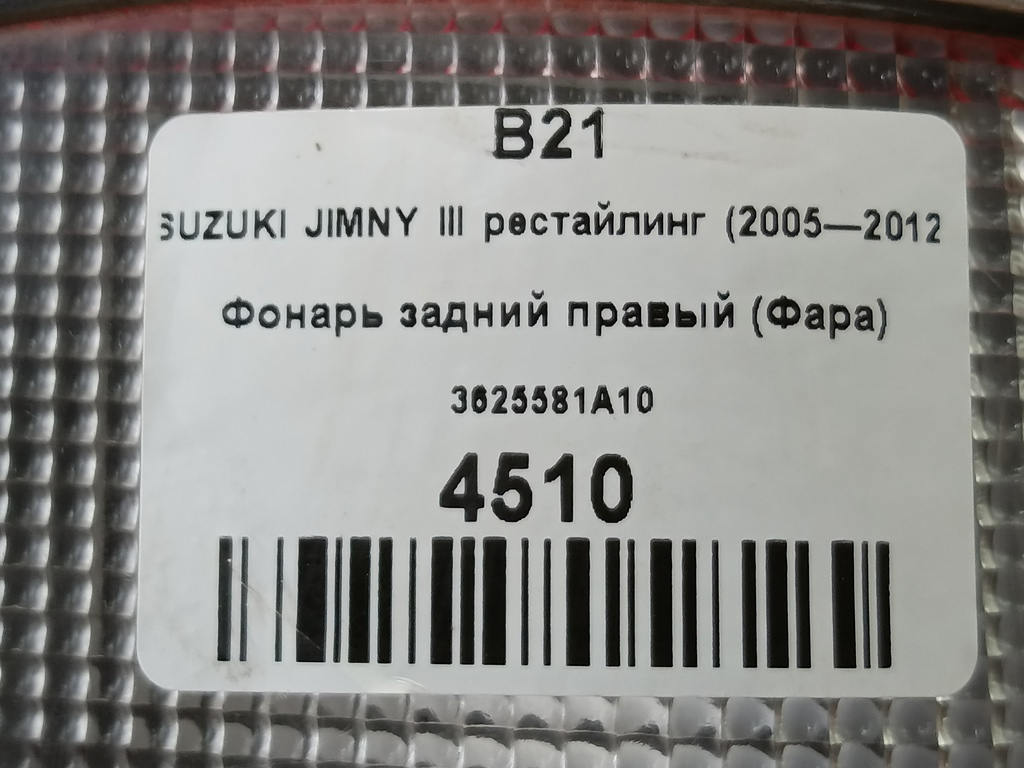 B21
SUZUKI JIMNY III рестайлинг (2005—2012
Фонарь задний правый (Фара)
3625581A10
4510